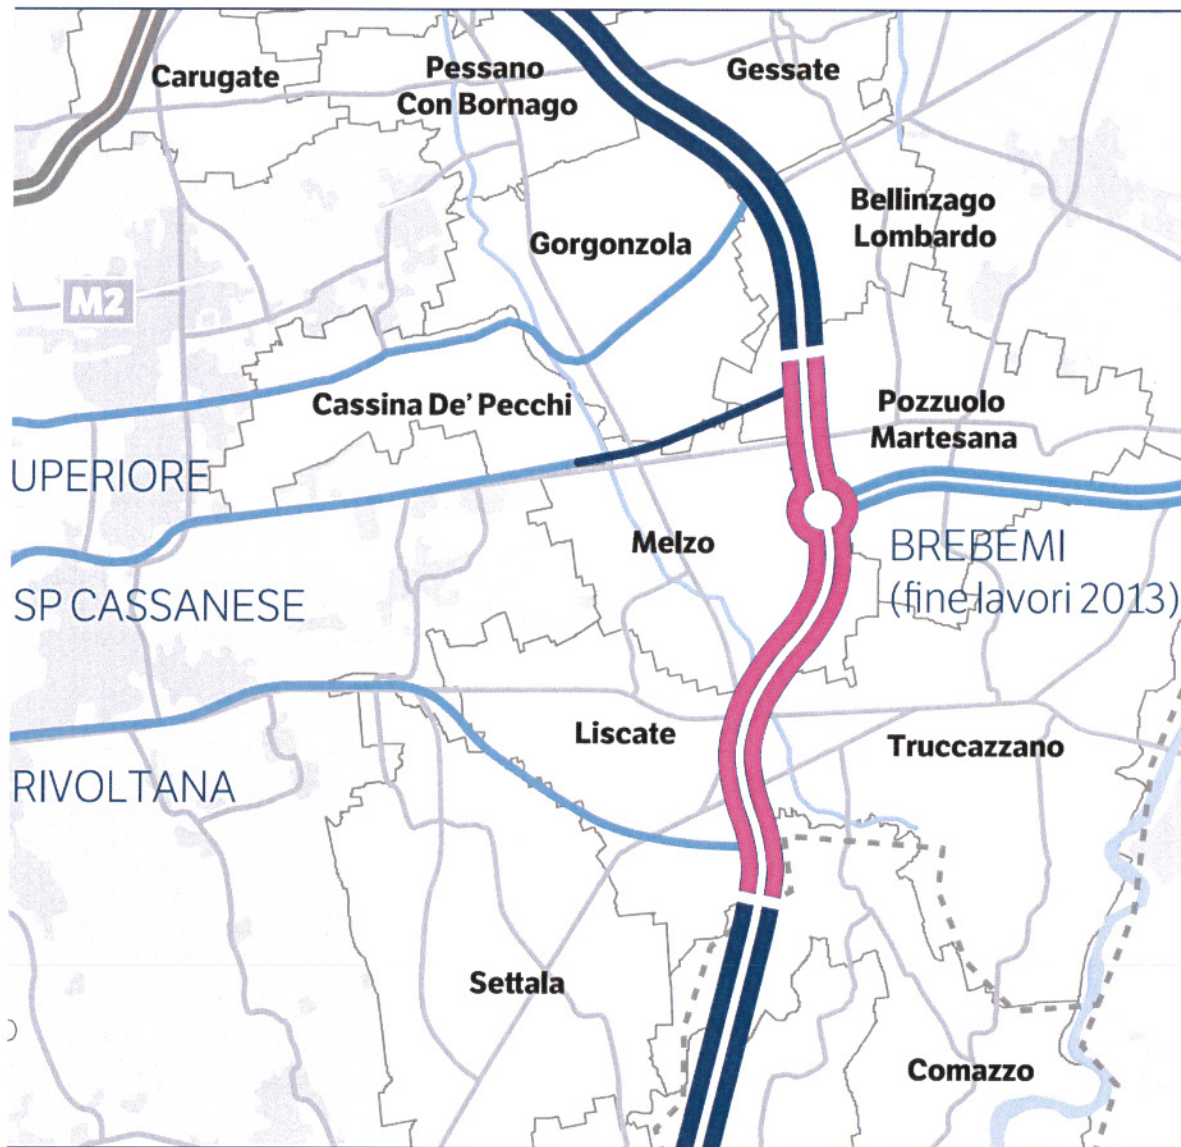 Carugate
Pessano
Con Bornago
Gessate
Bellinzago
Lombardo
Gorgonzola
M2
Cassina De' Pecchi
Pozzuolo
Martesana
UPERIORE
Melzo
BREBEMI
(fine lavori 2013)
SP CASSANESE
Liscate
Truccazzano
RIVOLTANA
Settala
Comazzo